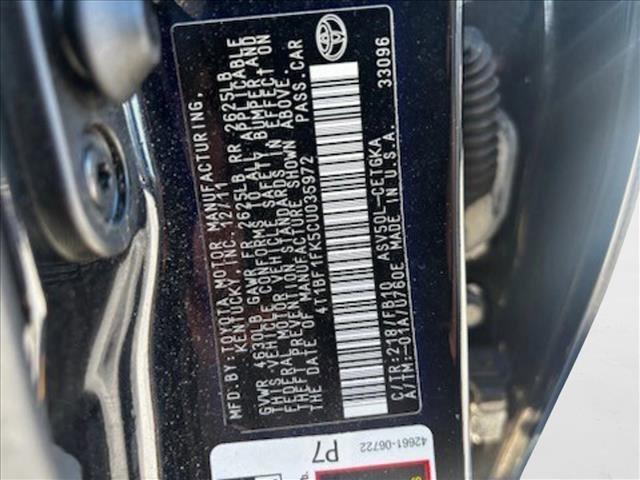 MFD.BY:TOYOTA MOTOR MANUFACTURING,
KENTUCKY,INC. 12/11
GVWR 4630LB GAWR FR 2625LB RR 2625LB
THIS VEHICLE CONFORMS TO ALL APPLICABLE
FEDERAL MOTOR VEHICLE SAFETY, BUMPER, AND
THEFT PREVENTION STANDARDS IN EFFECT ON
THE DATE OF MANUFACTURE SHOWN ABOVE.
4T1BF1FK5CU035972 PASS.CAR
C/TR:218/FB10 ASV50L-CETGKA
A/TM:-01A/U760E MADE IN U.S.A. 33096
42661-06722
P7